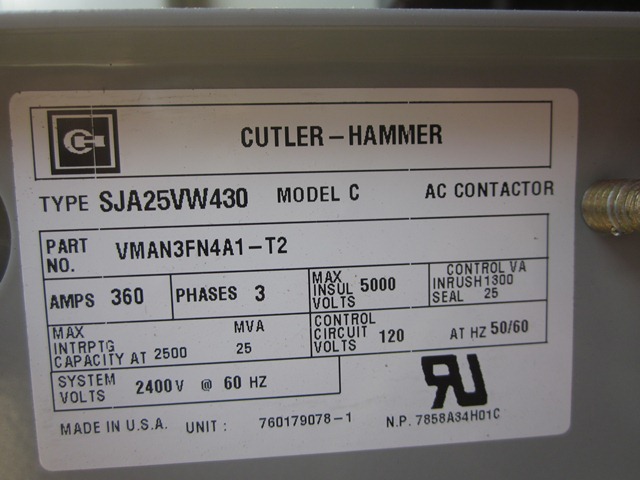 CUTLER-HAMMER
TYPE SJA25VW430 MODEL C AC CONTACTOR
PART NO. VMAN3FN4A1-T2
AMPS 360 PHASES 3 MAX INSUL VOLTS 5000 CONTROL VA INRUSH 1300 SEAL 25
MAX INTRPTG CAPACITY AT 2500 MVA 25 CONTROL CIRCUIT VOLTS 120 AT HZ 50/60
SYSTEM VOLTS 2400V @ 60 HZ
MADE IN U.S.A. UNIT: 760179078-1 N.P. 7858A34H01C